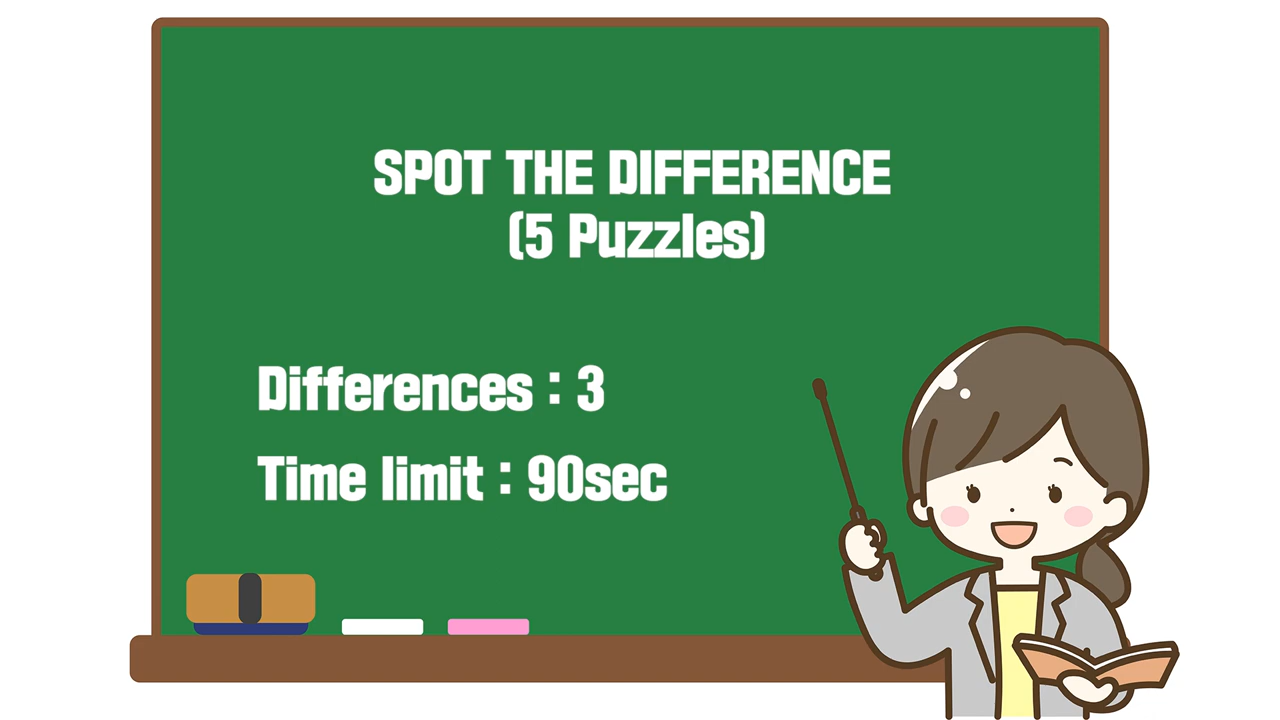 SPOT THE DIFFERENCE
(5 Puzzles)
Differences : 3
Time limit : 90sec